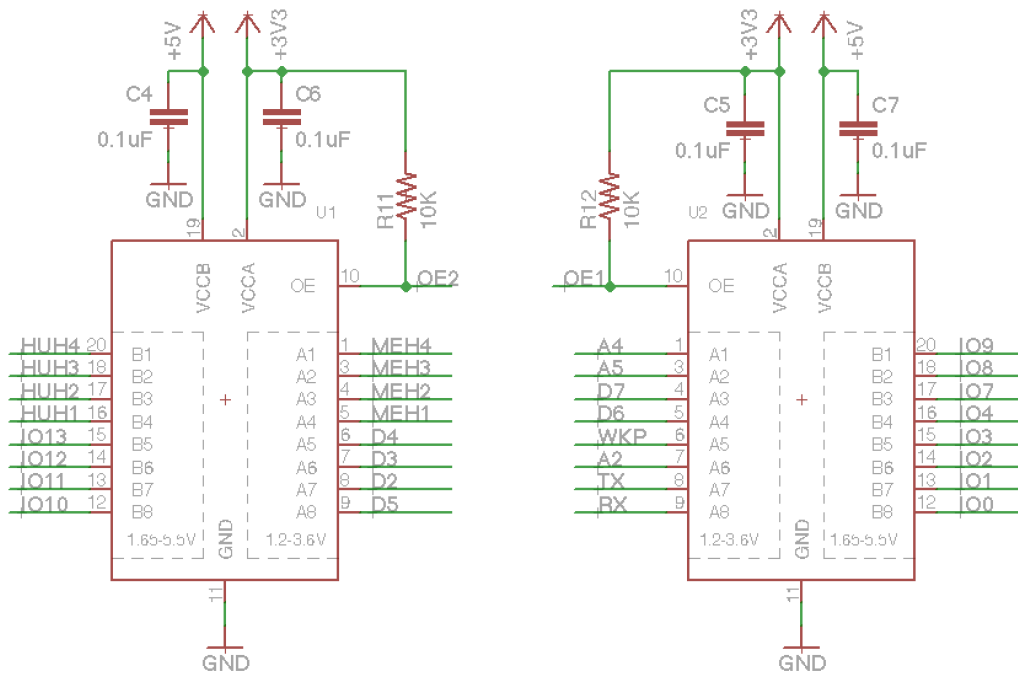 +5V
+3V3
C4
0.1uF
GND
C6
0.1uF
GND
R11
10K
U1
19
2
VCCB
VCCA
OE
10
OE2
HUH4 20 B1
HUH3 18 B2
HUH2 17 B3
HUH1 16 B4
IO13 15 B5
IO12 14 B6
IO11 13 B7
IO10 12 B8
A1 1 MEH4
A2 3 MEH3
A3 4 MEH2
A4 5 MEH1
A5 6 D4
A6 7 D3
A7 8 D2
A8 9 D5
1.65-5.5V
GND
1.2-3.6V
11
GND
+3V3
+5V
C5
0.1uF
GND
C7
0.1uF
GND
R12
10K
U2
2
19
VCCA
VCCB
OE1
10
OE
A4 1 A1
A5 3 A2
D7 4 A3
D6 5 A4
WKP 6 A5
A2 7 A6
TX 8 A7
RX 9 A8
B1 20 IO9
B2 18 IO8
B3 17 IO7
B4 16 IO4
B5 15 IO3
B6 14 IO2
B7 13 IO1
B8 12 IO0
1.2-3.6V
GND
1.65-5.5V
11
GND